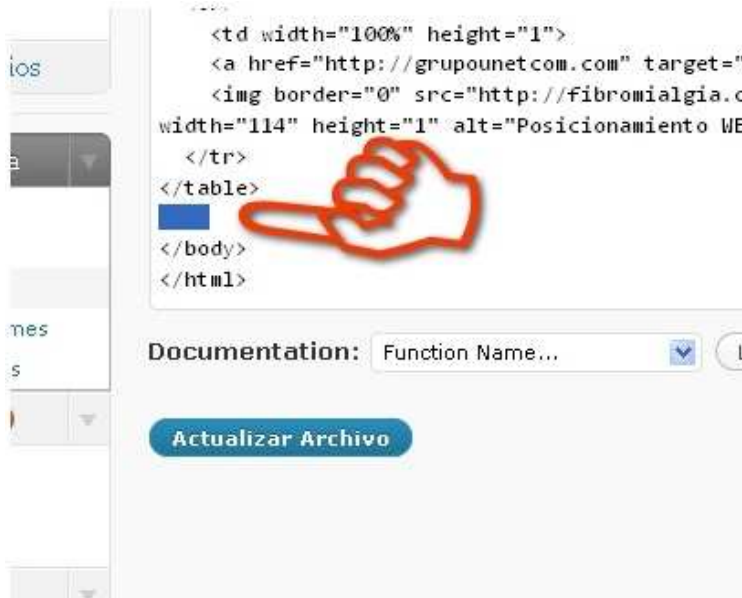 <td width="100%" height="1">
<a href="http://grupounetcom.com" target="
<img border="0" src="http://fibromialgia.c
width="114" height="1" alt="Posicionamiento WE
</tr>
</table>
</body>
</html>
ios
a
mes
s
Documentation: Function Name... L
Actualizar Archivo